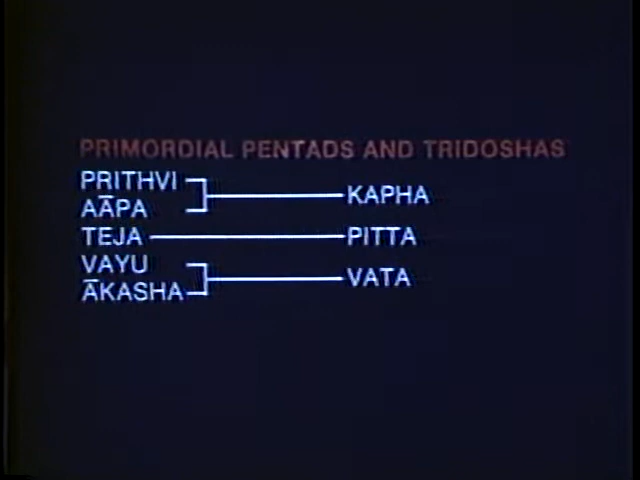 PRIMORDIAL PENTADS AND TRIDOSHAS
PRITHVI
AĀPA
KAPHA
TEJA
PITTA
VAYU
ĀKASHA
VATA